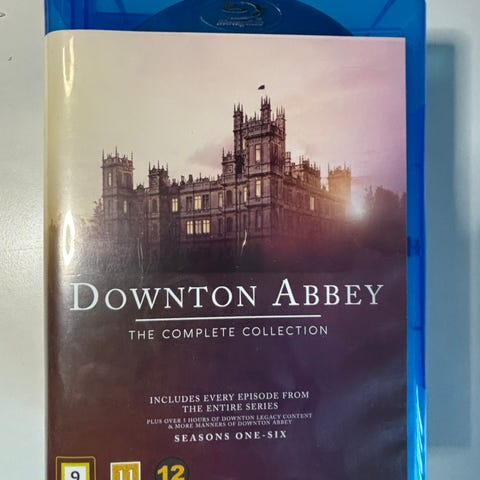 DOWNTON ABBEY
THE COMPLETE COLLECTION
INCLUDES EVERY EPISODE FROM
THE ENTIRE SERIES
PLUS OVER 5 HOURS OF DOWNTON LEGACY CONTENT
& MORE MANNERS OF DOWNTON ABBEY
SEASONS ONE-SIX
9 11 12